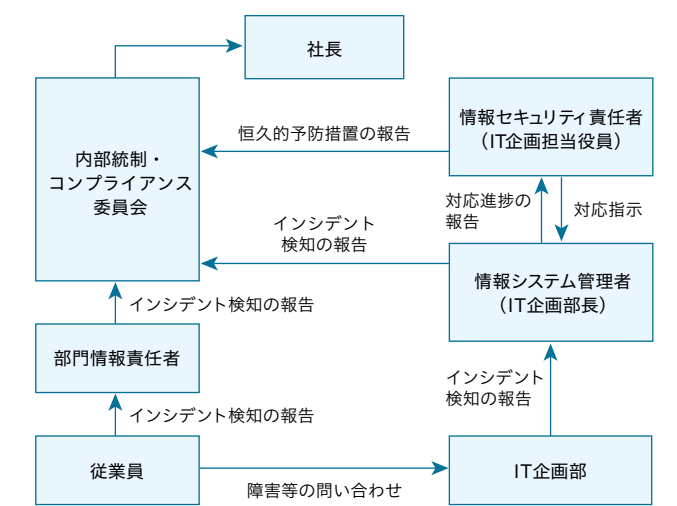 社長
情報セキュリティ責任者
（IT企画担当役員）
恒久的予防措置の報告
内部統制・
コンプライアンス
委員会
対応進捗の
報告
対応指示
インシデント
検知の報告
情報システム管理者
（IT企画部長）
インシデント検知の報告
部門情報責任者
インシデント
検知の報告
インシデント検知の報告
従業員
IT企画部
障害等の問い合わせ